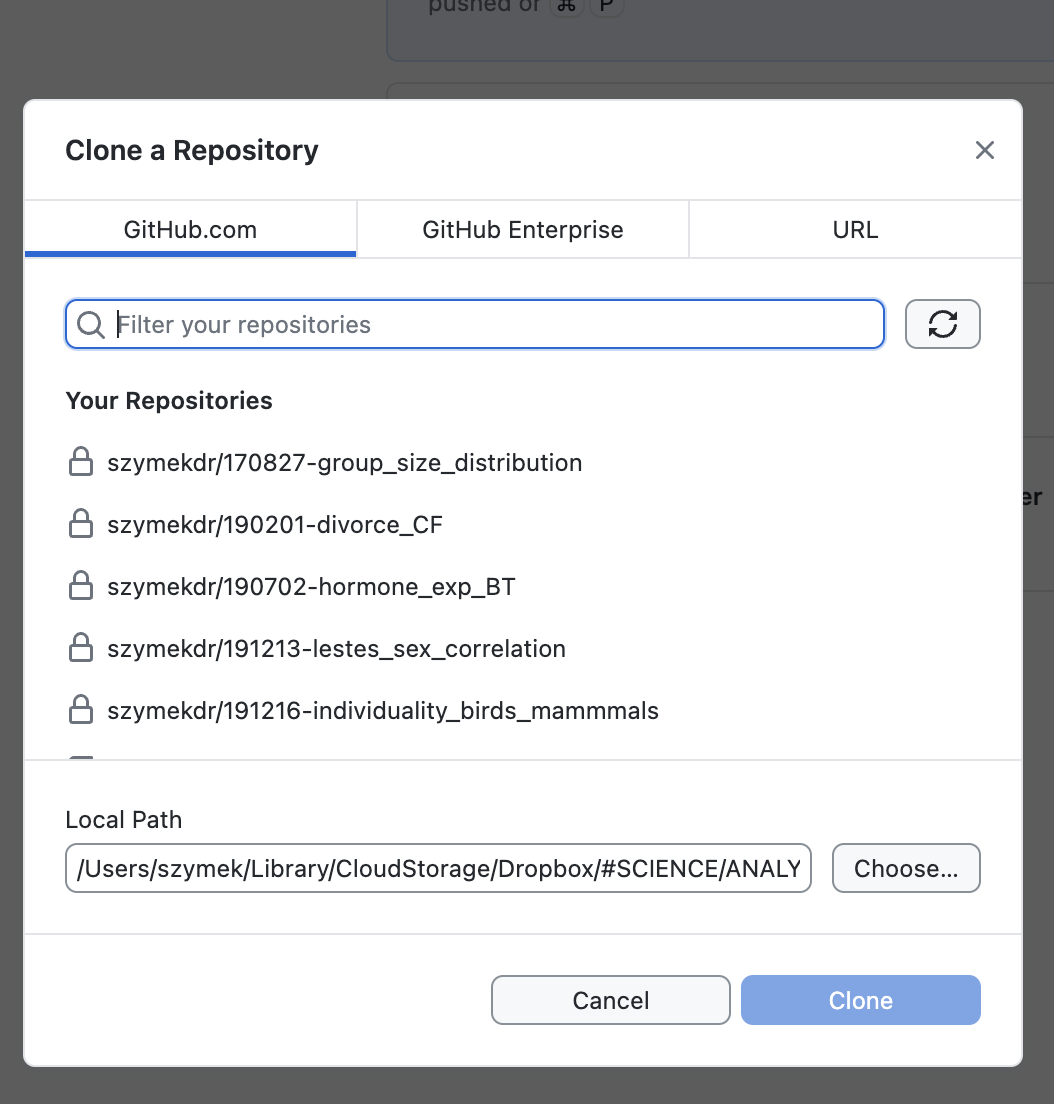 pushed or ⌘ P
Clone a Repository
GitHub.com
GitHub Enterprise
URL
Filter your repositories
Your Repositories
szymekdr/170827-group_size_distribution
szymekdr/190201-divorce_CF
er
szymekdr/190702-hormone_exp_BT
szymekdr/191213-lestes_sex_correlation
szymekdr/191216-individuality_birds_mammmals
Local Path
/Users/szymek/Library/CloudStorage/Dropbox/#SCIENCE/ANALY
Choose...
Cancel
Clone